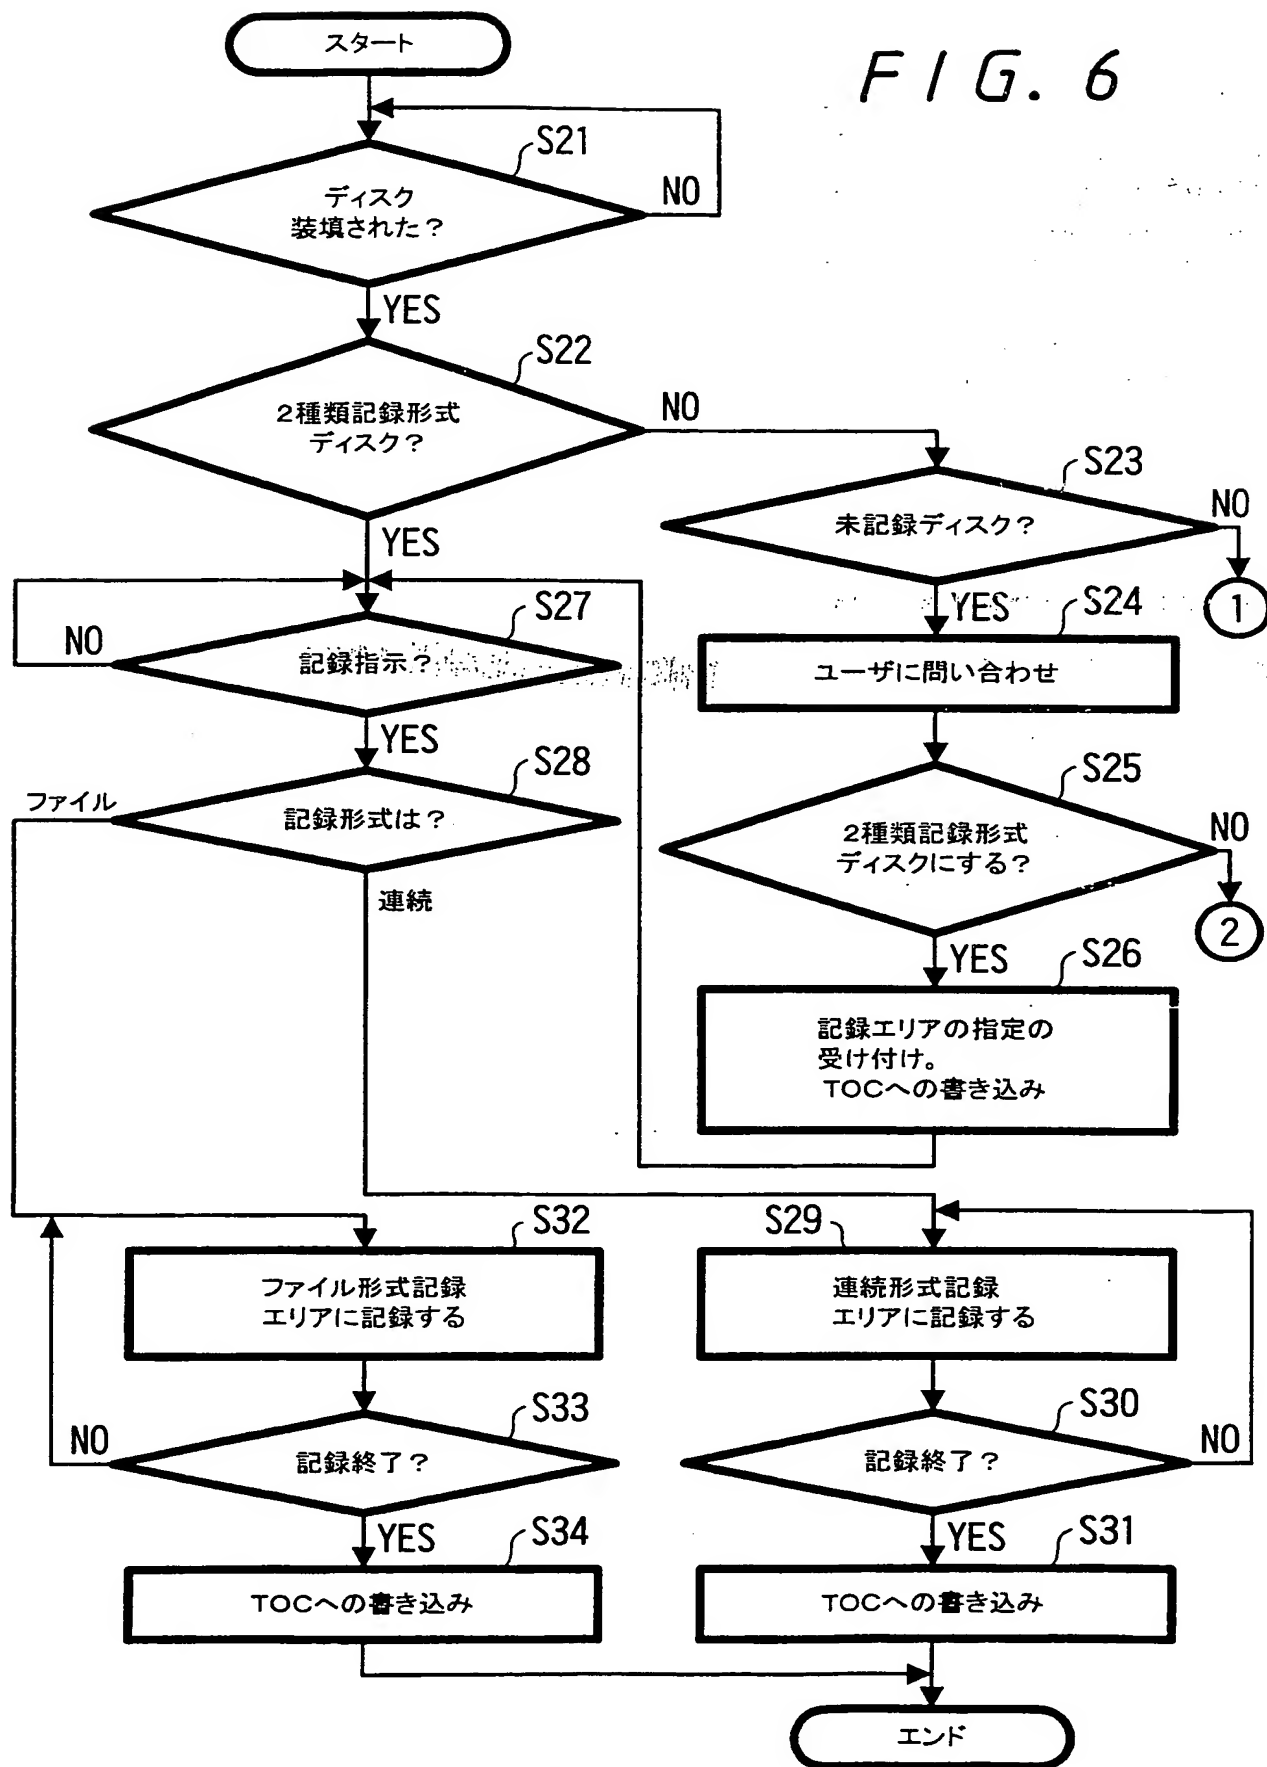 FIG. 6
スタート
S21
ディスク
装填された?
NO
YES
S22
2種類記録形式
ディスク?
NO
YES
S23
未記録ディスク?
NO
1
YES
S24
ユーザに問い合わせ
S27
記録指示?
NO
YES
S28
記録形式は?
ファイル
連続
S25
2種類記録形式
ディスクにする?
NO
2
YES
S26
記録エリアの指定の
受け付け。
TOCへの書き込み
S32
ファイル形式記録
エリアに記録する
S29
連続形式記録
エリアに記録する
S33
記録終了?
NO
YES
S30
記録終了?
NO
YES
S34
TOCへの書き込み
S31
TOCへの書き込み
エンド